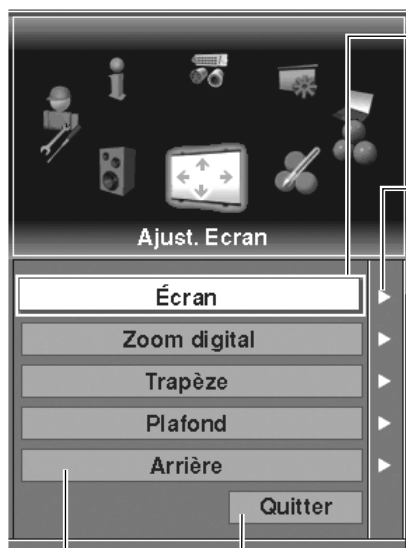 Ajust. Ecran
Écran
Zoom digital
Trapèze
Plafond
Arrière
Quitter